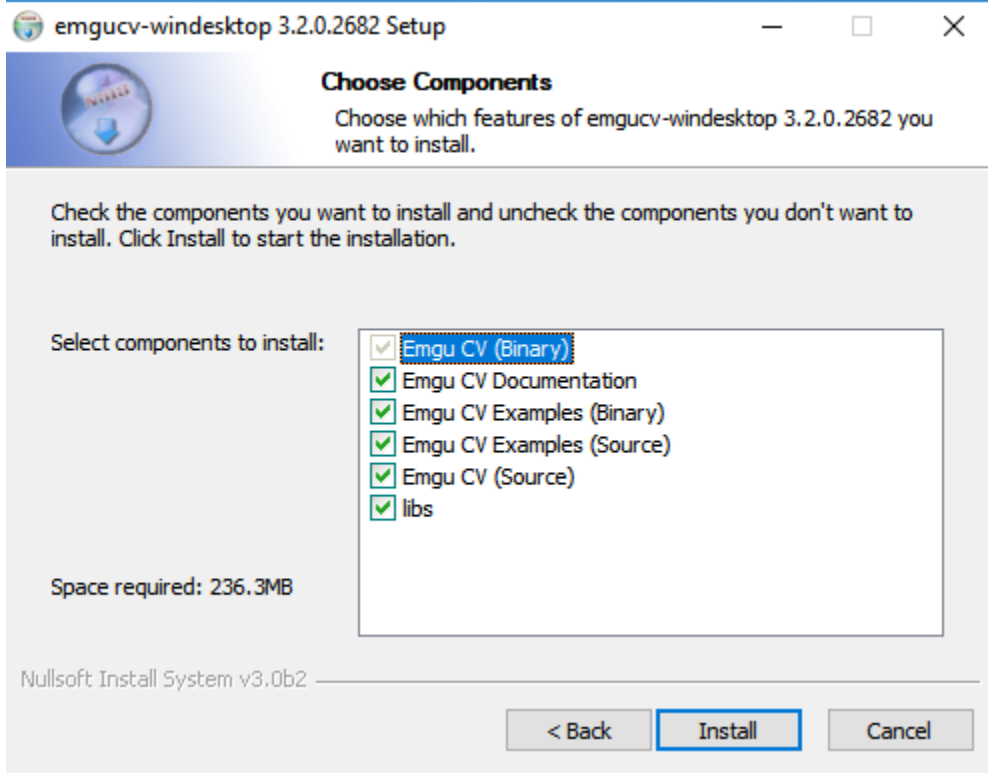 emgucv-windesktop 3.2.0.2682 Setup
Choose Components
Choose which features of emgucv-windesktop 3.2.0.2682 you
want to install.
Check the components you want to install and uncheck the components you don't want to
install. Click Install to start the installation.
Select components to install:
Emgu CV (Binary)
Emgu CV Documentation
Emgu CV Examples (Binary)
Emgu CV Examples (Source)
Emgu CV (Source)
libs
Space required: 236.3MB
Nullsoft Install System v3.0b2
< Back
Install
Cancel